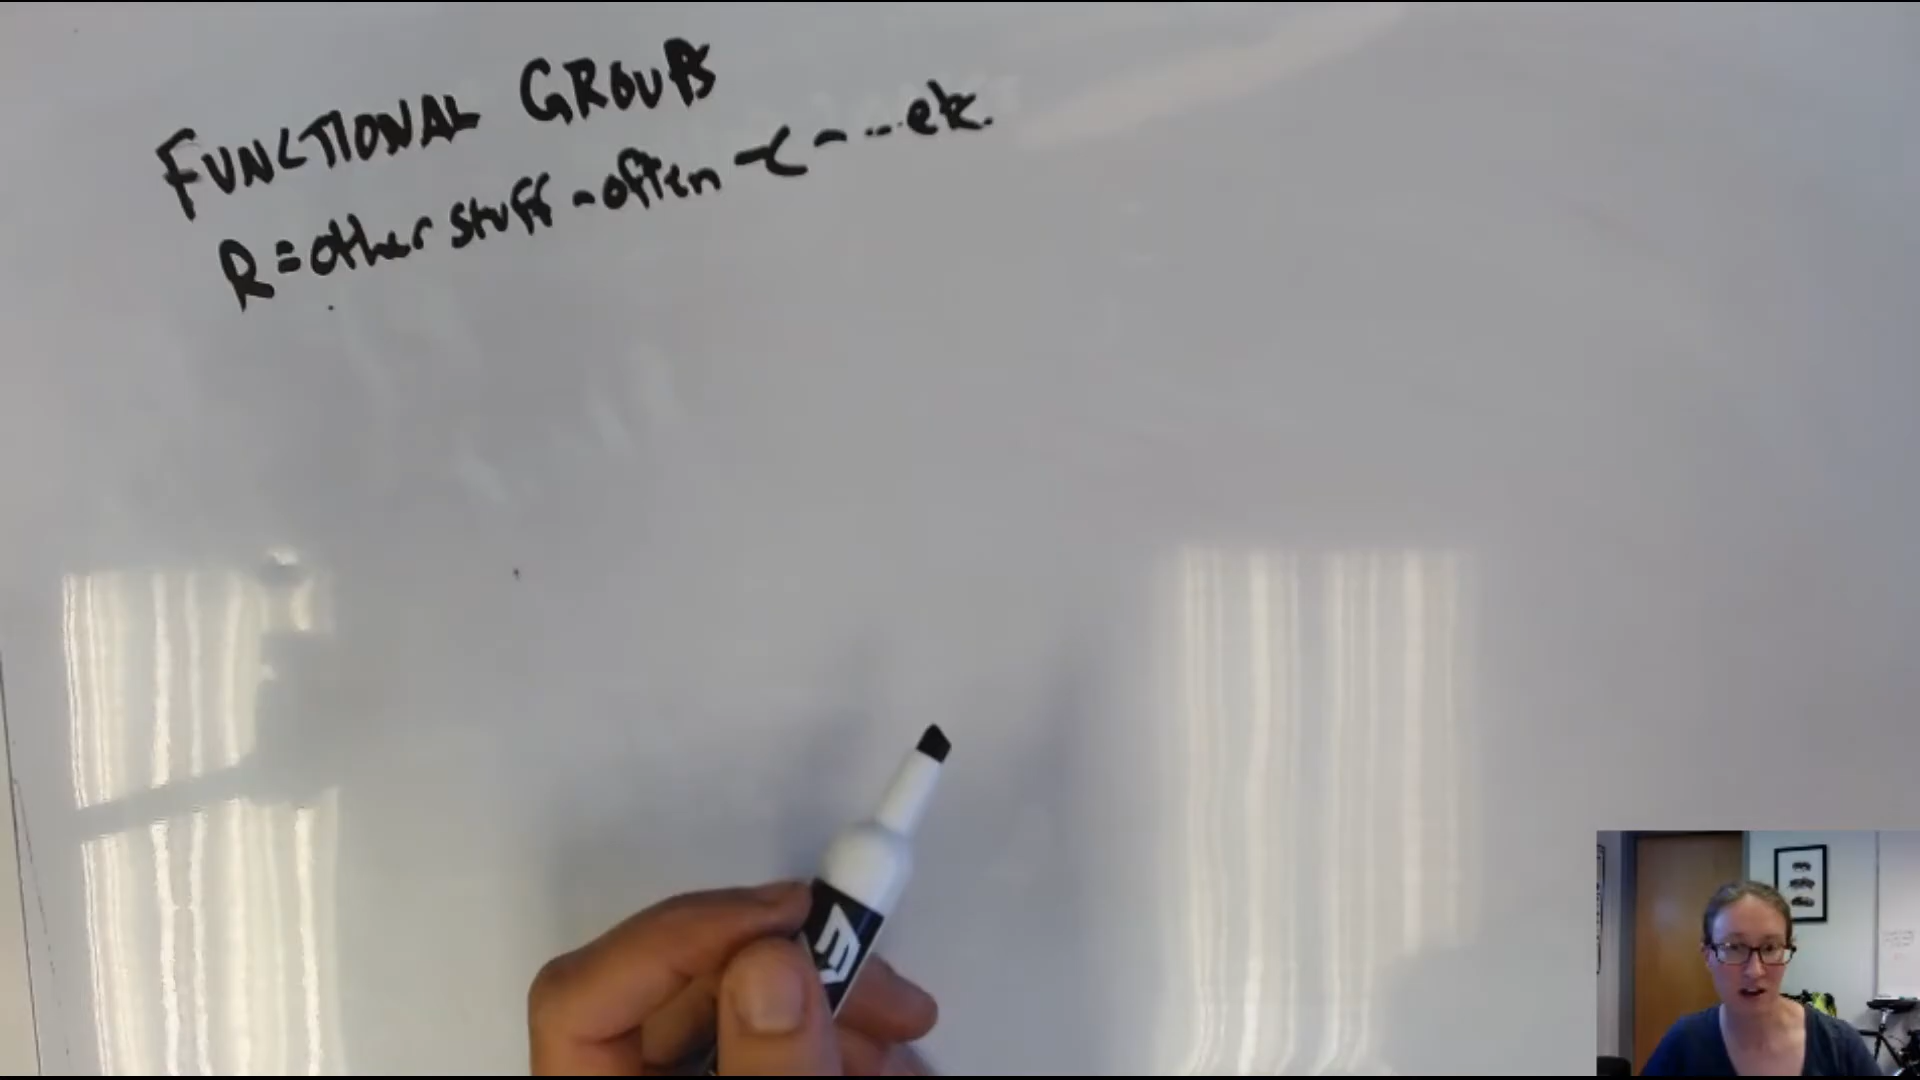 FUNCTIONAL GROUPS
R = other stuff - often -C- ... etc.